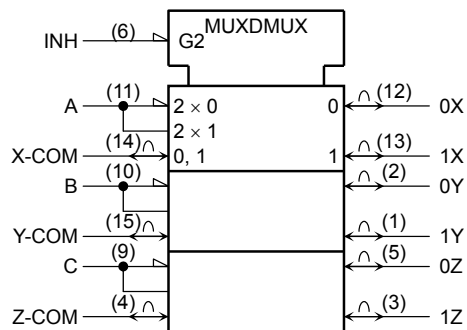 MUXDMUX
INH (6) G2
A (11) 2 × 0 0 (12) 0X
2 × 1
X-COM (14) 0, 1 1 (13) 1X
B (10) (2) 0Y
Y-COM (15) (1) 1Y
C (9) (5) 0Z
Z-COM (4) (3) 1Z